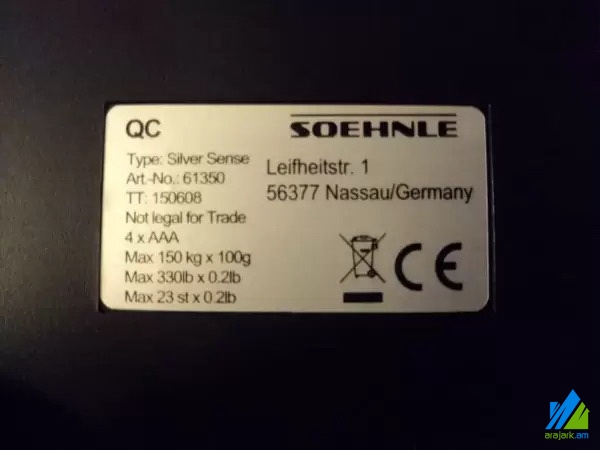 QC
Type: Silver Sense
Art.-No.: 61350
TT: 150608
Not legal for Trade
4 x AAA
Max 150 kg x 100g
Max 330lb x 0.2lb
Max 23 st x 0.2lb
SOEHNLE
Leifheitstr. 1
56377 Nassau/Germany
CE
arajark.am